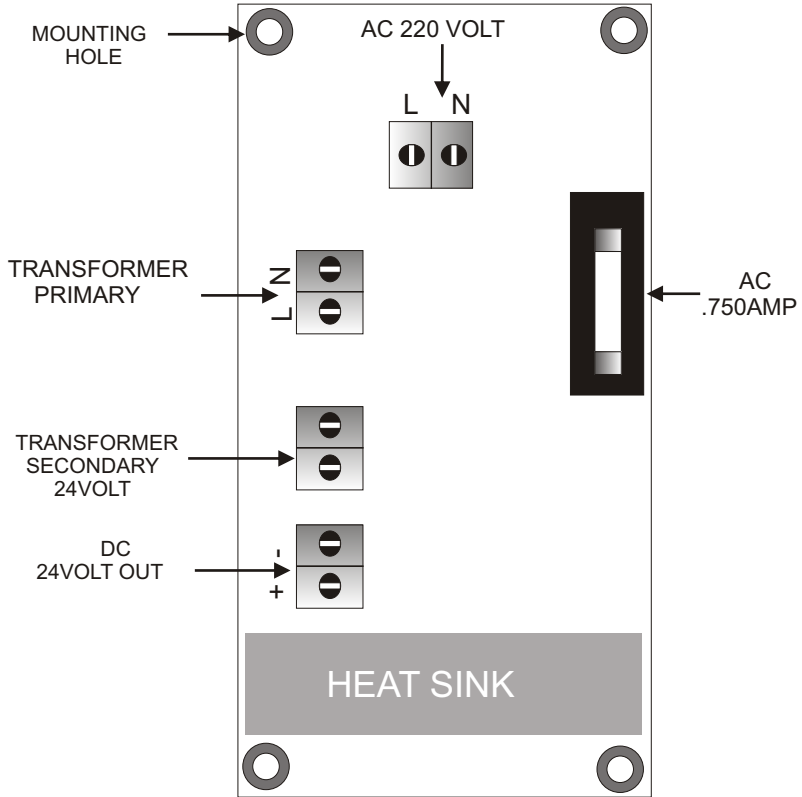 MOUNTING
HOLE
AC 220 VOLT
L N
TRANSFORMER
PRIMARY
N
L
AC
.750AMP
TRANSFORMER
SECONDARY
24VOLT
DC
24VOLT OUT
-
+
HEAT SINK